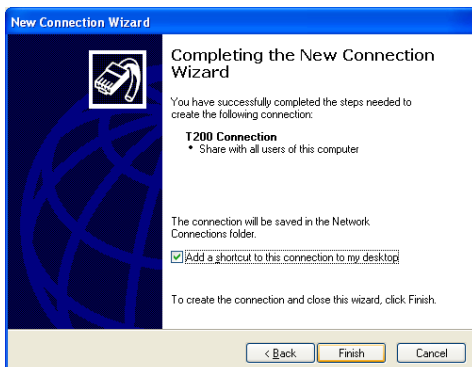 New Connection Wizard
Completing the New Connection
Wizard
You have successfully completed the steps needed to
create the following connection:
T200 Connection
• Share with all users of this computer
The connection will be saved in the Network
Connections folder.
Add a shortcut to this connection to my desktop
To create the connection and close this wizard, click Finish.
< Back Finish Cancel